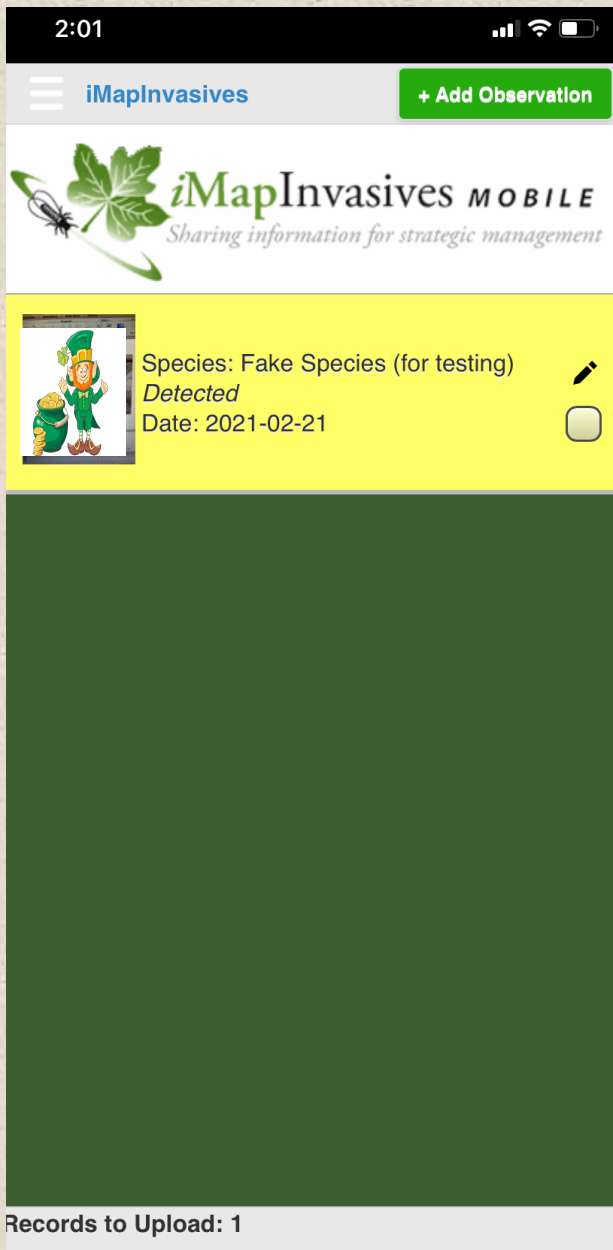 2:01
iMapInvasives
+ Add Observation
iMapInvasives MOBILE
Sharing information for strategic management
Species: Fake Species (for testing)
Detected
Date: 2021-02-21
Records to Upload: 1